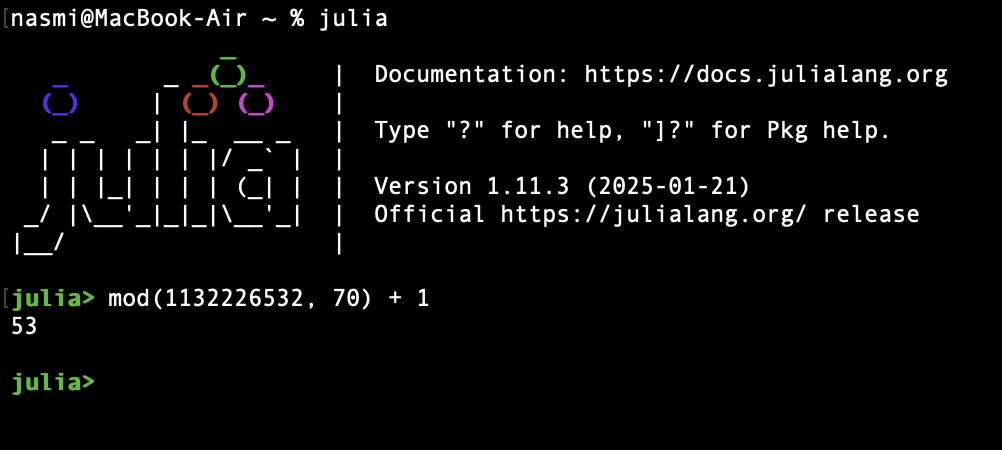 nasmi@MacBook-Air ~ % julia
               _
   _       _ _(_)_     |  Documentation: https://docs.julialang.org
  (_)     | (_) (_)    |
   _ _   _| |_  __ _   |  Type "?" for help, "]?" for Pkg help.
  | | | | | | |/ _` |  |
  | | |_| | | | (_| |  |  Version 1.11.3 (2025-01-21)
 _/ |\__'_|_|_|\__'_|  |  Official https://julialang.org/ release
|__/                   |
julia> mod(1132226532, 70) + 1
53
julia>